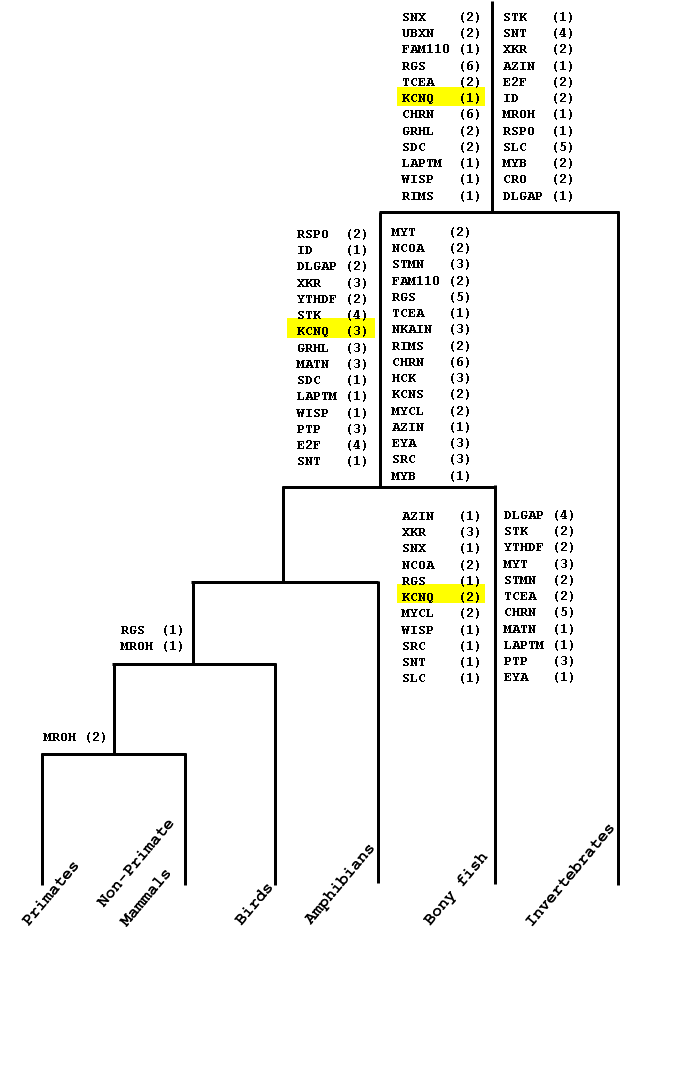 SNX (2) STK (1)
UBXN (2) SNT (4)
FAM110 (1) XKR (2)
RGS (6) AZIN (1)
TCEA (2) E2F (2)
KCNQ (1) ID (2)
CHRN (6) MROH (1)
GRHL (2) RSPO (1)
SDC (2) SLC (5)
LAPTM (1) MYB (2)
WISP (1) CRO (2)
RIMS (1) DLGAP (1)
RSPO (2) MYT (2)
ID (1) NCOA (2)
DLGAP (2) STMN (3)
XKR (3) FAM110 (2)
YTHDF (2) RGS (5)
STK (4) TCEA (1)
KCNQ (3) NKAIN (3)
GRHL (3) RIMS (2)
MATN (3) CHRN (6)
SDC (1) HCK (3)
LAPTM (1) KCNS (2)
WISP (1) MYCL (2)
PTP (3) AZIN (1)
E2F (4) EYA (3)
SNT (1) SRC (3)
MYB (1)
AZIN (1) DLGAP (4)
XKR (3) STK (2)
SNX (1) YTHDF (2)
NCOA (2) MYT (3)
RGS (1) STMN (2)
KCNQ (2) TCEA (2)
MYCL (2) CHRN (5)
WISP (1) MATN (1)
SRC (1) LAPTM (1)
SNT (1) PTP (3)
SLC (1) EYA (1)
RGS (1)
MROH (1)
MROH (2)
Primates
Non-Primate
Mammals
Birds
Amphibians
Bony fish
Invertebrates